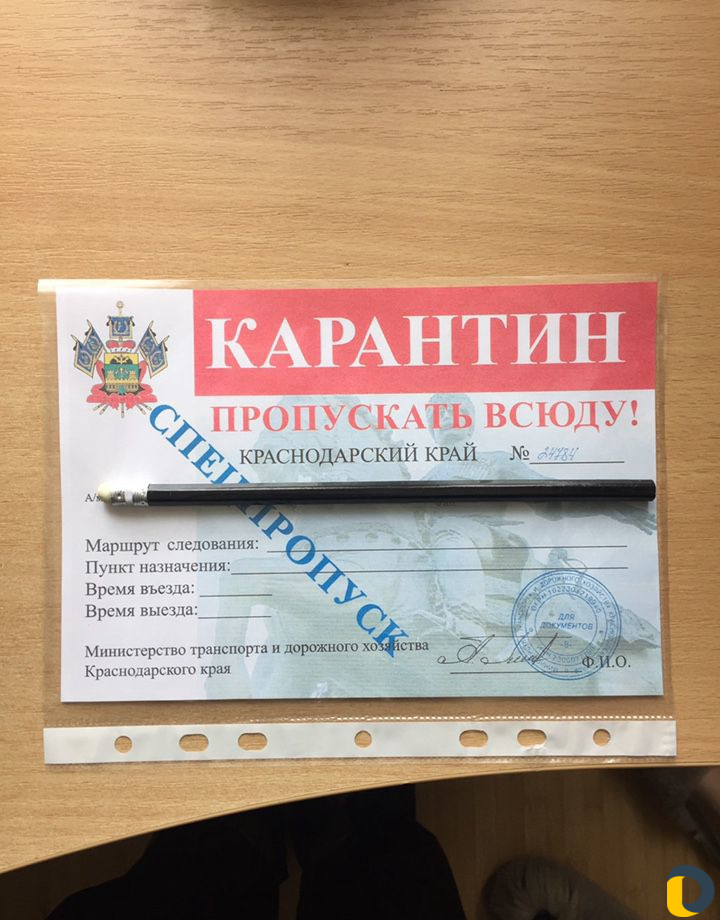 КАРАНТИН
ПРОПУСКАТЬ ВСЮДУ!
КРАСНОДАРСКИЙ КРАЙ № 24784
СПЕЦПРОПУСК
Маршрут следования:
Пункт назначения:
Время въезда:
Время выезда:
ДЛЯ
ДОКУМЕНТОВ
Министерство транспорта и дорожного хозяйства
Краснодарского края
Ф.И.О.